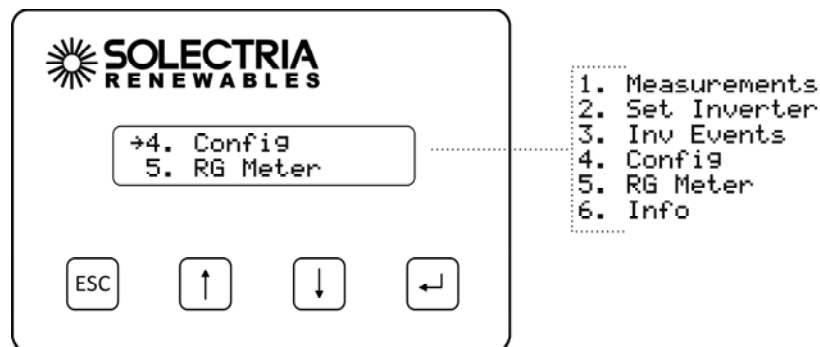 SOLECTRIA
RENEWABLES
→4. Config
5. RG Meter
ESC
↑
↓
↵
1. Measurements
2. Set Inverter
3. Inv Events
4. Config
5. RG Meter
6. Info